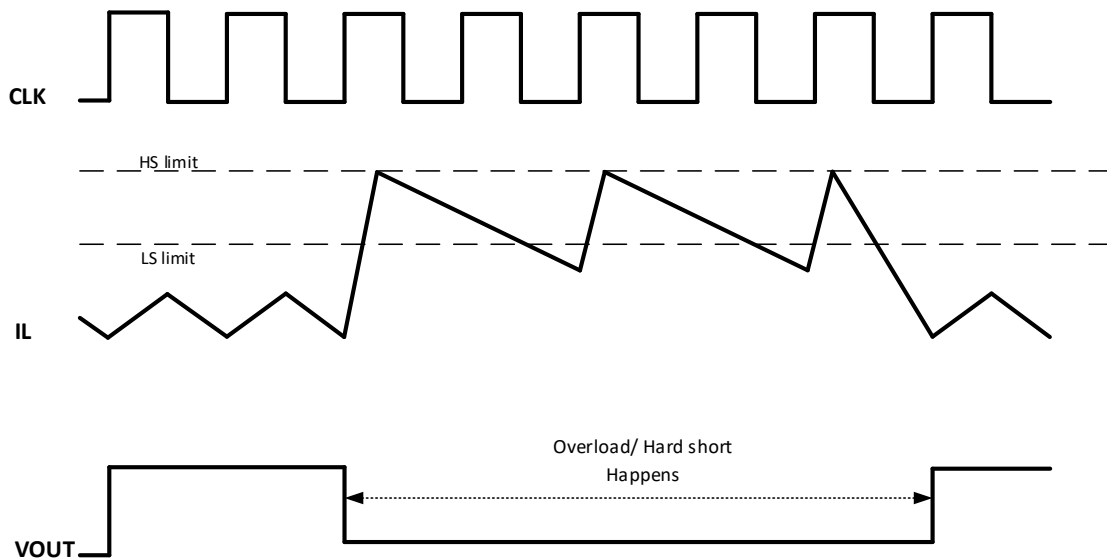 CLK
HS limit
LS limit
IL
Overload/ Hard short
Happens
VOUT